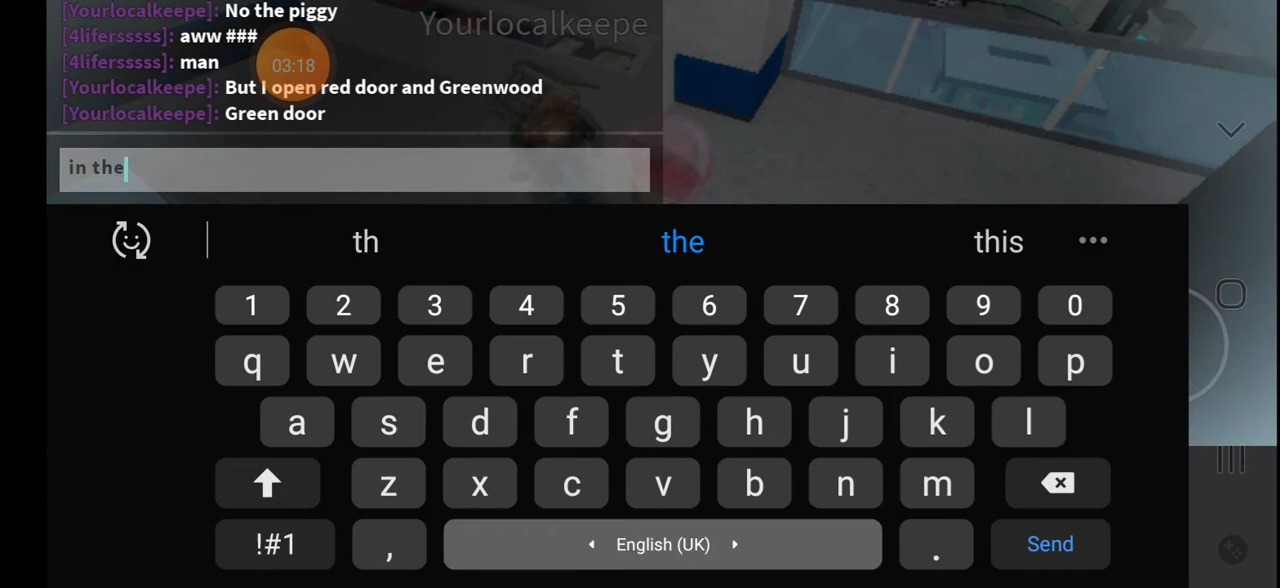 [Yourlocalkeepe]: No the piggy
Yourlocalkeepe
[4lifersssss]: aww ###
[4lifersssss]: man
03:18
[Yourlocalkeepe]: But I open red door and Greenwood
[Yourlocalkeepe]: Green door
in the
th the this
1 2 3 4 5 6 7 8 9 0
q w e r t y u i o p
a s d f g h j k l
z x c v b n m
!#1 , English (UK) . Send